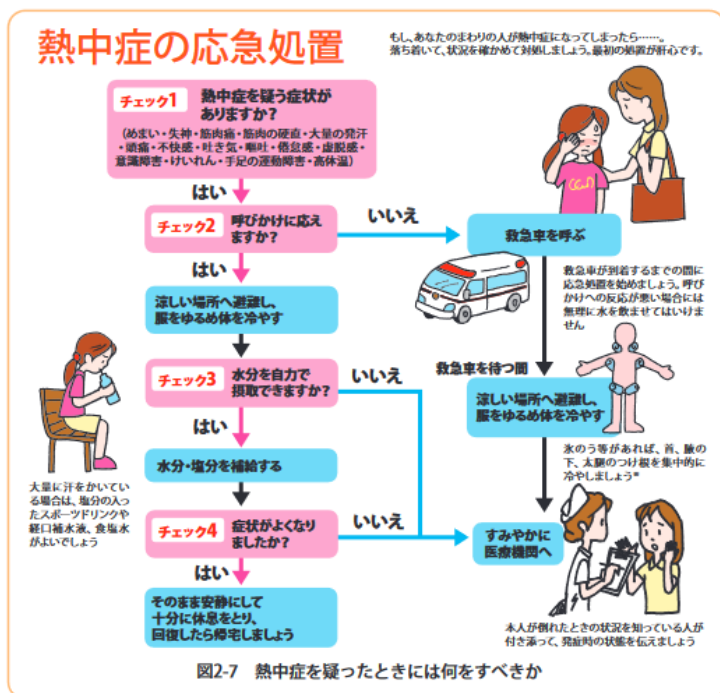 熱中症の応急処置
もし、あなたのまわりの人が熱中症になってしまったら……。
落ち着いて、状況を確かめて対処しましょう。最初の処置が肝心です。
チェック1
熱中症を疑う症状が
ありますか？
（めまい・失神・筋肉痛・筋肉の硬直・大量の発汗
・頭痛・不快感・吐き気・嘔吐・倦怠感・虚脱感・
意識障害・けいれん・手足の運動障害・高体温）
はい
チェック2
呼びかけに応え
ますか？
いいえ
救急車を呼ぶ
はい
涼しい場所へ避難し、
服をゆるめ体を冷やす
救急車が到着するまでの間に
応急処置を始めましょう。呼び
かけへの反応が悪い場合には
無理に水を飲ませてはいけま
せん
チェック3
水分を自力で
摂取できますか？
いいえ
救急車を待つ間
涼しい場所へ避難し、
服をゆるめ体を冷やす
はい
水分・塩分を補給する
氷のう等があれば、首、腋の
下、太腿のつけ根を集中的に
冷やしましょう*
大量に汗をかいてい
る場合は、塩分の入っ
たスポーツドリンクや
経口補水液、食塩水
がよいでしょう
チェック4
症状がよくなり
ましたか？
いいえ
すみやかに
医療機関へ
はい
そのまま安静にして
十分に休息をとり、
回復したら帰宅しましょう
本人が倒れたときの状況を知っている人が
付き添って、発症時の状態を伝えましょう
図2-7 熱中症を疑ったときには何をすべきか